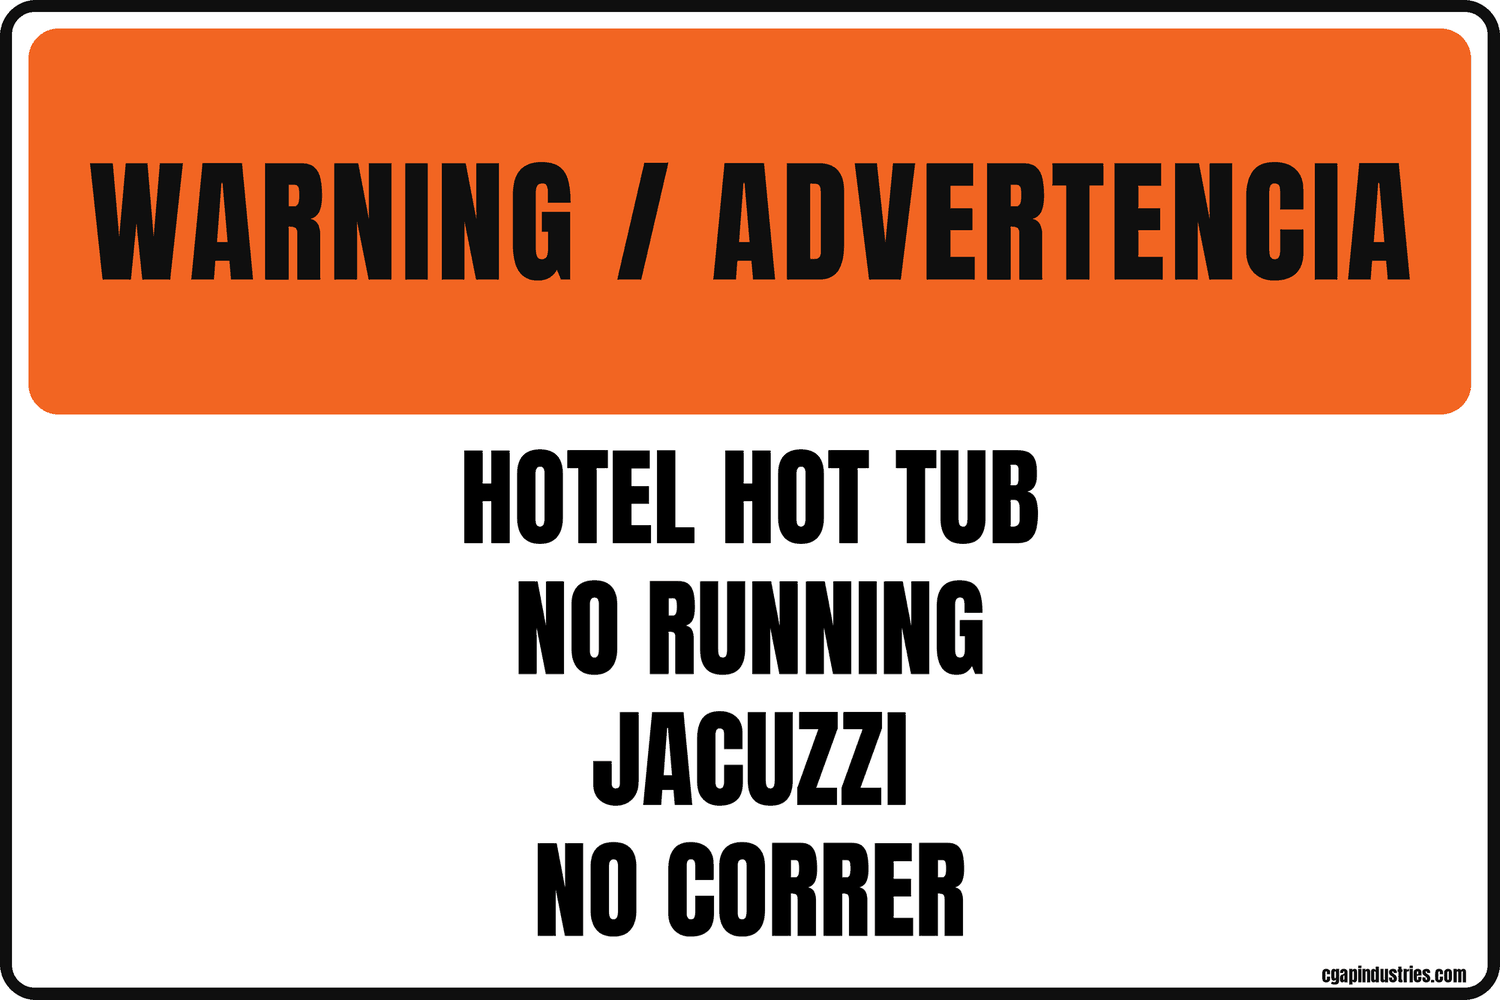 WARNING / ADVERTENCIA
HOTEL HOT TUB
NO RUNNING
JACUZZI
NO CORRER
cgapindustries.com